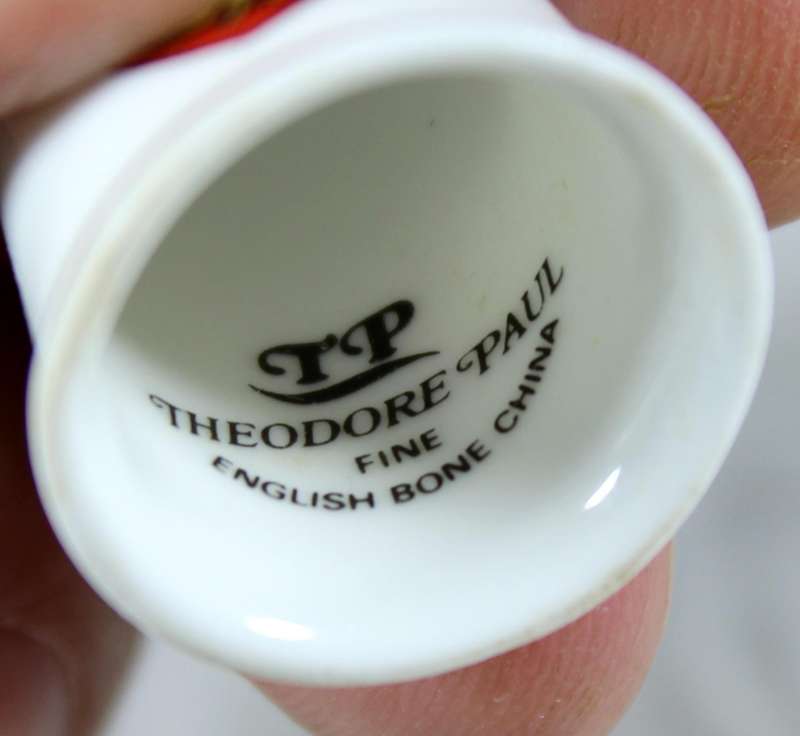 TP
THEODORE PAUL
FINE
ENGLISH BONE CHINA